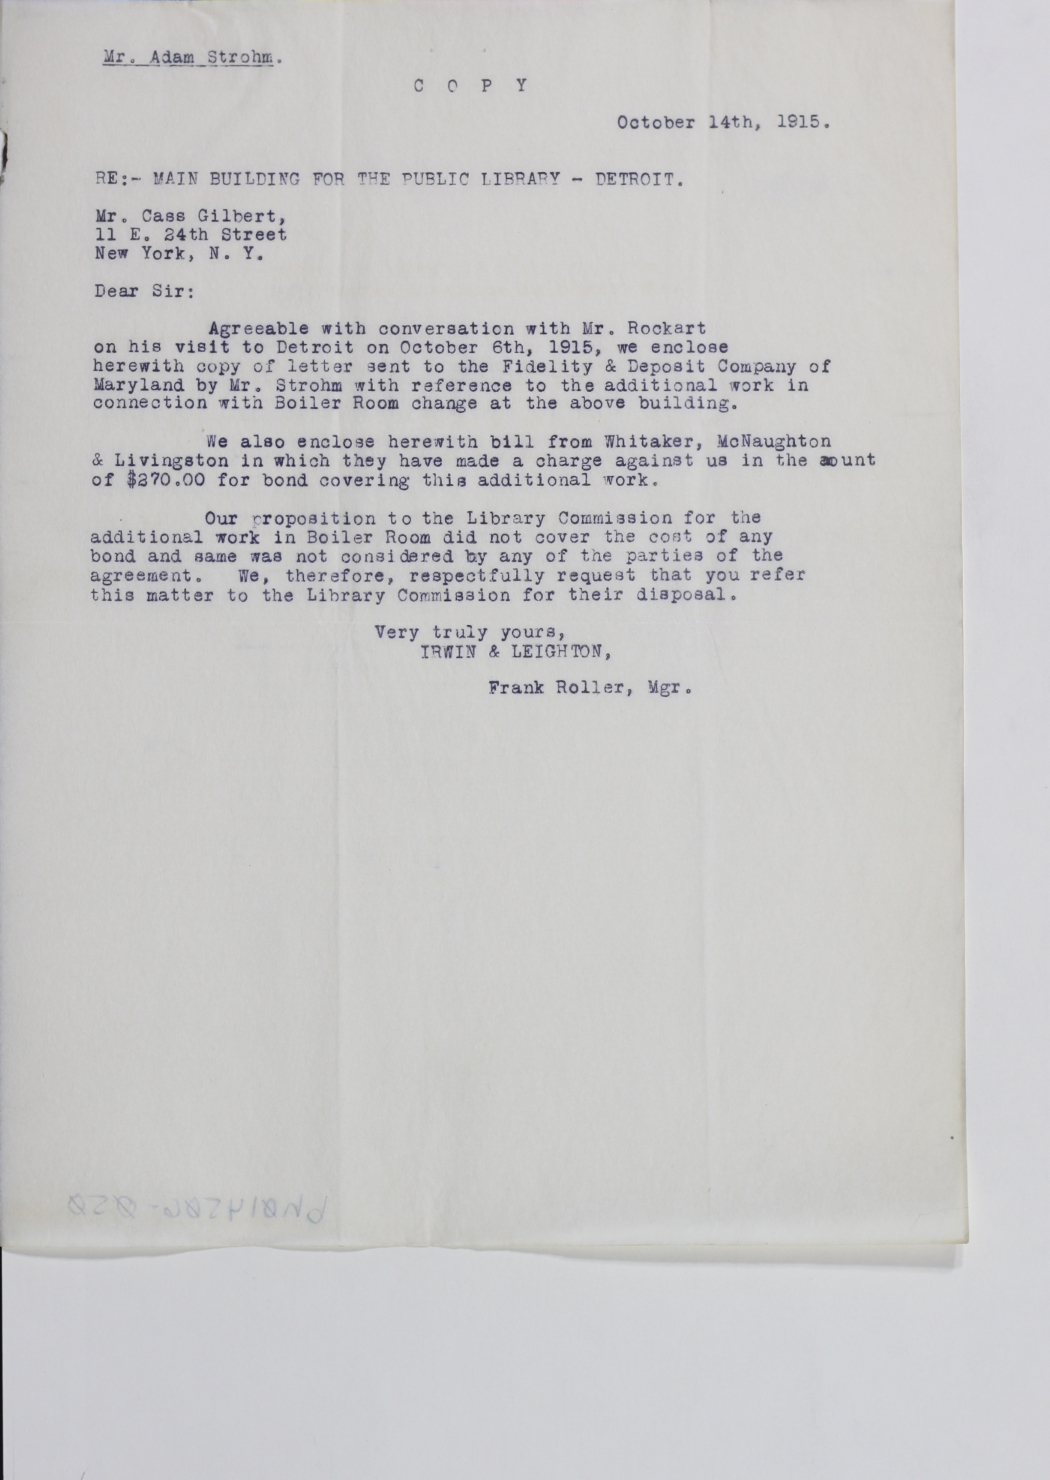 Mr. Adam Strohm.
C O P Y
October 14th, 1915.
RE:- MAIN BUILDING FOR THE PUBLIC LIBRARY - DETROIT.
Mr. Cass Gilbert,
11 E. 24th Street
New York, N. Y.
Dear Sir:
Agreeable with conversation with Mr. Rockart
on his visit to Detroit on October 6th, 1915, we enclose
herewith copy of letter sent to the Fidelity & Deposit Company of
Maryland by Mr. Strohm with reference to the additional work in
connection with Boiler Room change at the above building.
We also enclose herewith bill from Whitaker, McNaughton
& Livingston in which they have made a charge against us in the aount
of $270.00 for bond covering this additional work.
Our proposition to the Library Commission for the
additional work in Boiler Room did not cover the cost of any
bond and same was not considered by any of the parties of the
agreement. We, therefore, respectfully request that you refer
this matter to the Library Commission for their disposal.
Very truly yours,
IRWIN & LEIGHTON,
Frank Roller, Mgr.